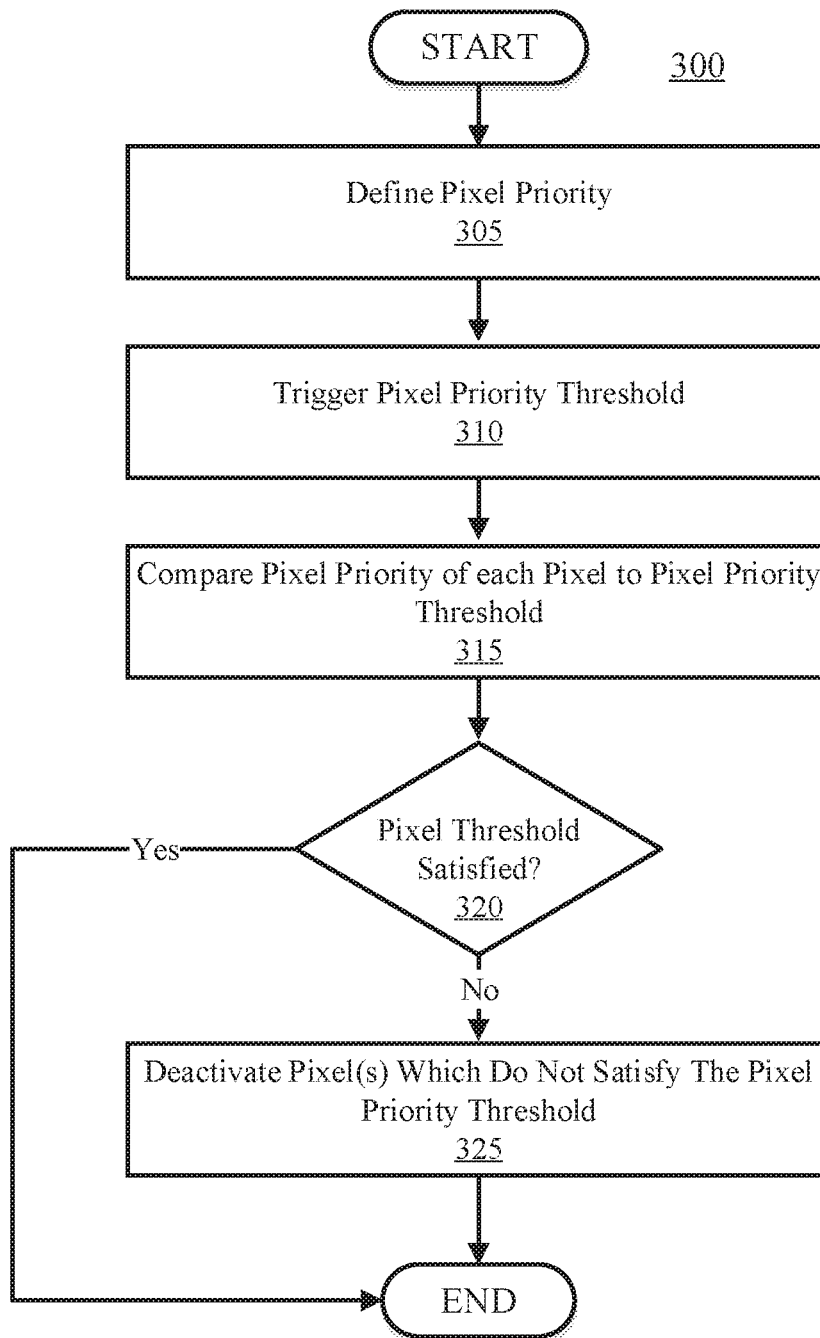 START
300
Define Pixel Priority
305
Trigger Pixel Priority Threshold
310
Compare Pixel Priority of each Pixel to Pixel Priority
Threshold
315
Pixel Threshold
Satisfied?
320
Yes
No
Deactivate Pixel(s) Which Do Not Satisfy The Pixel
Priority Threshold
325
END